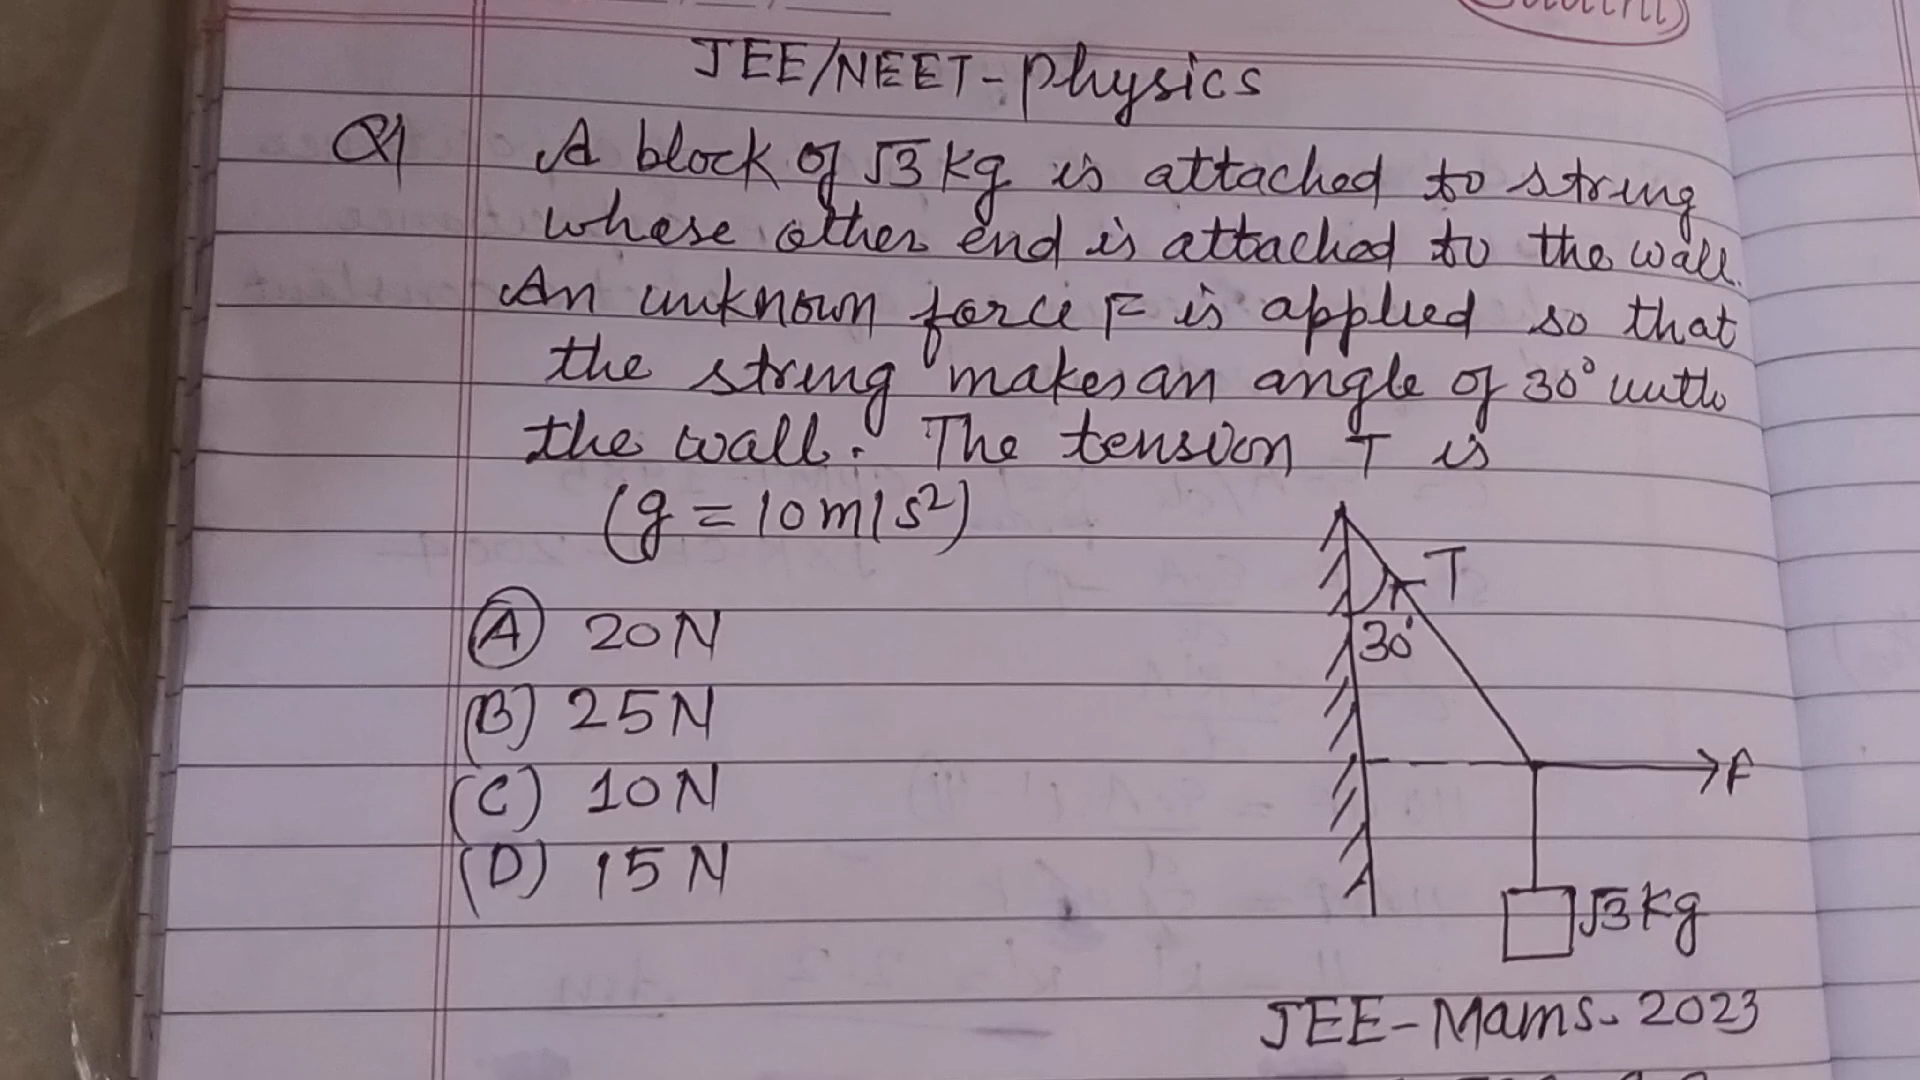 JEE/NEET-Physics
Q1 A block of √3 kg is attached to string
whose other end is attached to the wall.
An unknown force F is applied so that
the string makes an angle of 30° with
the wall. The tension T is
(g = 10 m/s²)
(A) 20N
(B) 25N
(C) 10N
(D) 15N
T
30°
F
√3 kg
JEE-Mains-2023